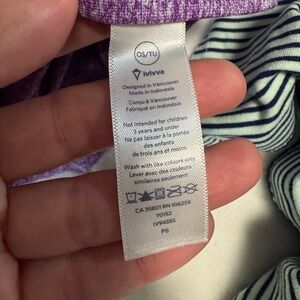 OS/TU
ivivva
Designed in Vancouver
Made in Indonesia
Conçu à Vancouver
Fabriqué en Indonésie
Not intended for children
3 years and under
Ne pas laisser à la portée
des enfants
de trois ans et moins
Wash with like colours only
Laver avec des couleurs
similaires seulement
CA 35801 RN 106259
70152
IV94SSS
P6